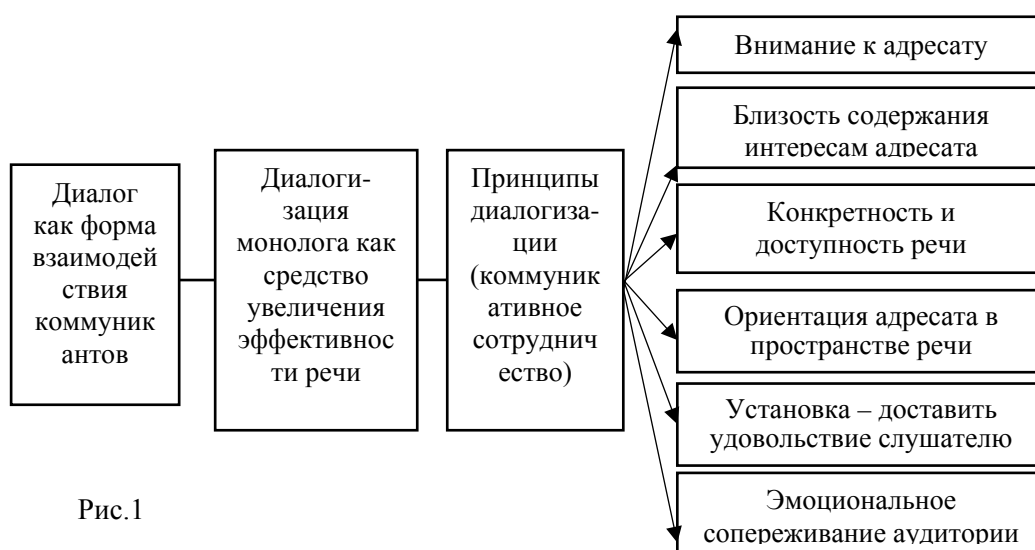 Диалог
как форма
взаимодей
ствия
коммуник
антов
Диалоги-
зация
монолога как
средство
увеличения
эффективнос
ти речи
Принципы
диалогиза-
ции
(коммуник
ативное
сотруднич
ество)
Внимание к адресату
Близость содержания
интересам адресата
Конкретность и
доступность речи
Ориентация адресата в
пространстве речи
Установка – доставить
удовольствие слушателю
Эмоциональное
сопереживание аудитории
Рис.1